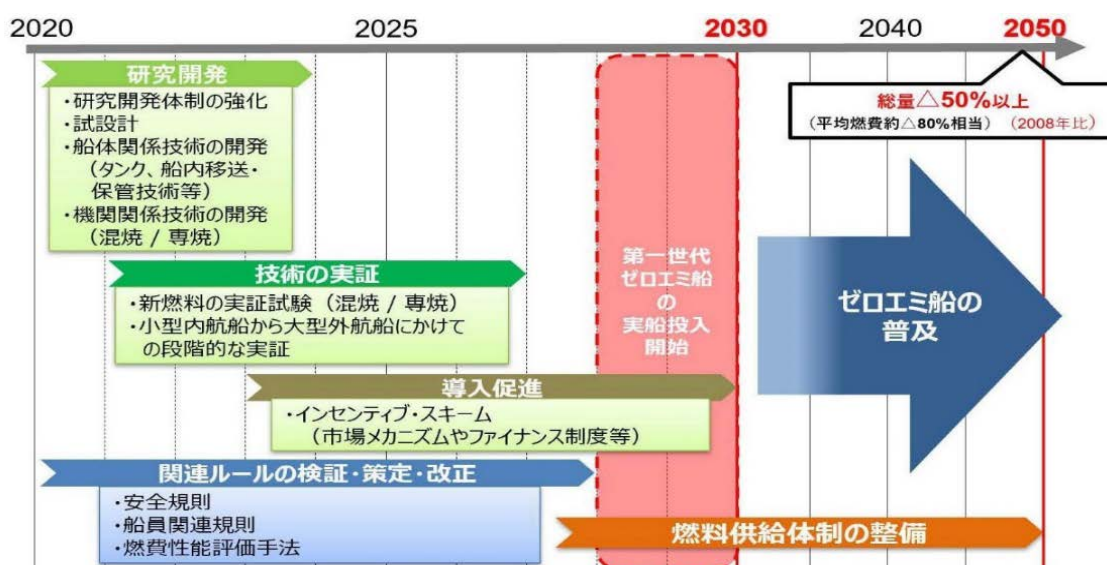 2020
2025
2030
2040
2050
総量△50%以上
(平均燃費約△80%相当) (2008年比)
研究開発
・研究開発体制の強化
・試設計
・船体関係技術の開発
(タンク、船内移送・
保管技術等)
・機関関係技術の開発
(混焼 / 専焼)
技術の実証
・新燃料の実証試験(混焼 / 専焼)
・小型内航船から大型外航船にかけて
の段階的な実証
導入促進
・インセンティブ・スキーム
(市場メカニズムやファイナンス制度等)
関連ルールの検証・策定・改正
・安全規則
・船員関連規則
・燃費性能評価手法
第一世代
ゼロエミ船
の
実船投入
開始
ゼロエミ船の
普及
燃料供給体制の整備